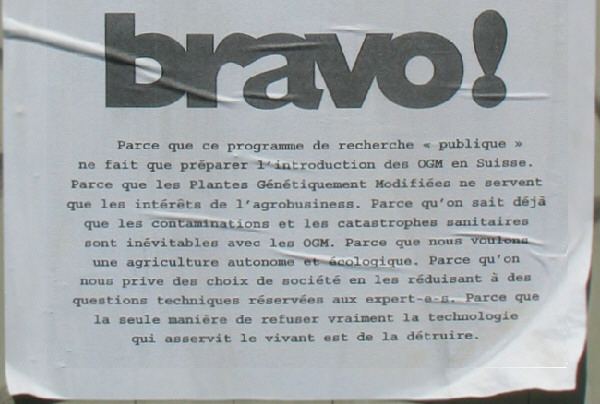 bravo!
Parce que ce programme de recherche « publique »
ne fait que préparer l'introduction des OGM en Suisse.
Parce que les Plantes Génétiquement Modifiées ne servent
que les intérêts de l'agrobusiness. Parce qu'on sait déjà
que les contaminations et les catastrophes sanitaires
sont inévitables avec les OGM. Parce que nous voulons
une agriculture autonome et écologique. Parce qu'on
nous prive des choix de société en les réduisant à des
questions techniques réservées aux expert-e-s. Parce que
la seule manière de refuser vraiment la technologie
qui asservit le vivant est de la détruire.